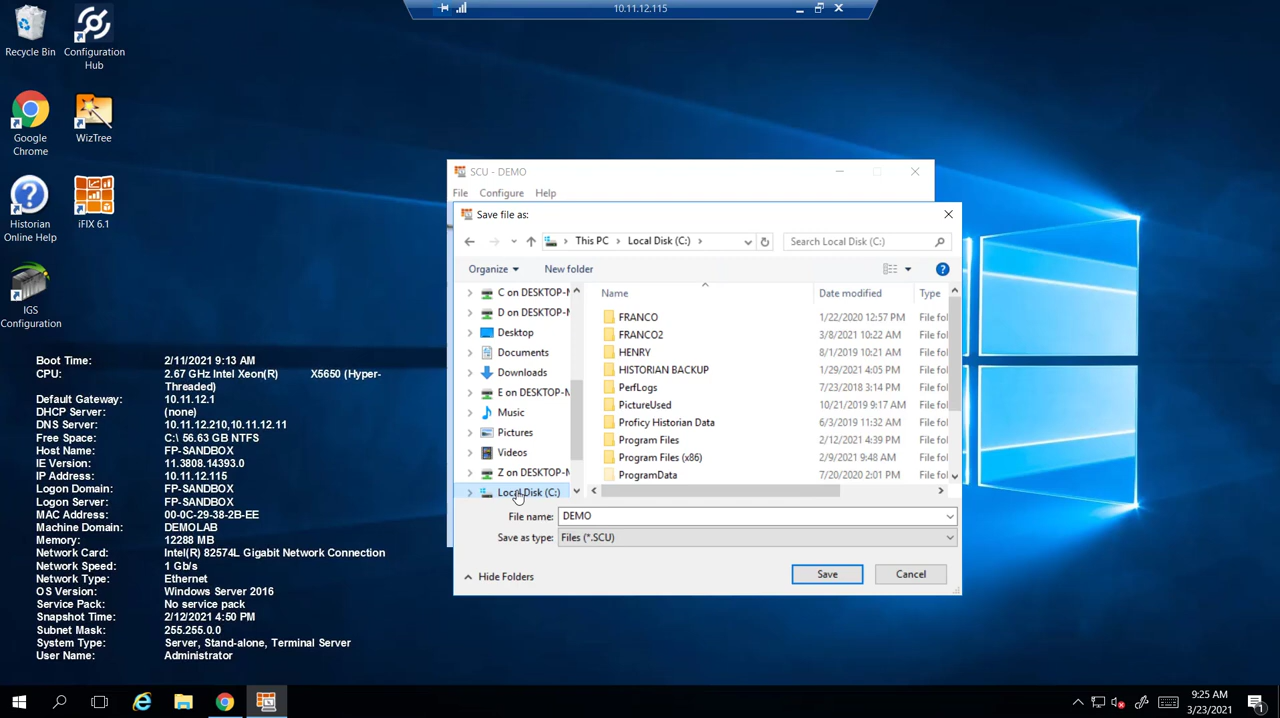 10.11.12.115
Recycle Bin
Configuration
Hub
Google
Chrome
WizTree
Historian
Online Help
iFIX 6.1
IGS
Configuration
Boot Time: 2/11/2021 9:13 AM
CPU: 2.67 GHz Intel Xeon(R) X5650 (Hyper-
Threaded)
Default Gateway: 10.11.12.1
DHCP Server: (none)
DNS Server: 10.11.12.210,10.11.12.11
Free Space: C:\ 56.63 GB NTFS
Host Name: FP-SANDBOX
IE Version: 11.3808.14393.0
IP Address: 10.11.12.115
Logon Domain: FP-SANDBOX
Logon Server: FP-SANDBOX
MAC Address: 00-0C-29-38-2B-EE
Machine Domain: DEMOLAB
Memory: 12288 MB
Network Card: Intel(R) 82574L Gigabit Network Connection
Network Speed: 1 Gb/s
Network Type: Ethernet
OS Version: Windows Server 2016
Service Pack: No service pack
Snapshot Time: 2/12/2021 4:50 PM
Subnet Mask: 255.255.0.0
System Type: Server, Stand-alone, Terminal Server
User Name: Administrator
SCU - DEMO
File Configure Help
Save file as:
This PC > Local Disk (C:) >
Search Local Disk (C:)
Organize New folder
C on DESKTOP-
D on DESKTOP-
Desktop
Documents
Downloads
E on DESKTOP-
Music
Pictures
Videos
Z on DESKTOP-
Local Disk (C:)
Name Date modified Type
FRANCO 1/22/2020 12:57 PM File fol
FRANCO2 3/8/2021 10:22 AM File fol
HENRY 8/1/2019 10:21 AM File fol
HISTORIAN BACKUP 1/29/2021 4:05 PM File fol
PerfLogs 7/23/2018 3:14 PM File fol
PictureUsed 10/21/2019 9:17 AM File fol
Proficy Historian Data 6/3/2019 11:32 AM File fol
Program Files 2/12/2021 4:39 PM File fol
Program Files (x86) 2/9/2021 9:48 AM File fol
ProgramData 7/20/2020 2:01 PM File fol
File name: DEMO
Save as type: Files (*.SCU)
Hide Folders
Save
Cancel
9:25 AM
3/23/2021
1